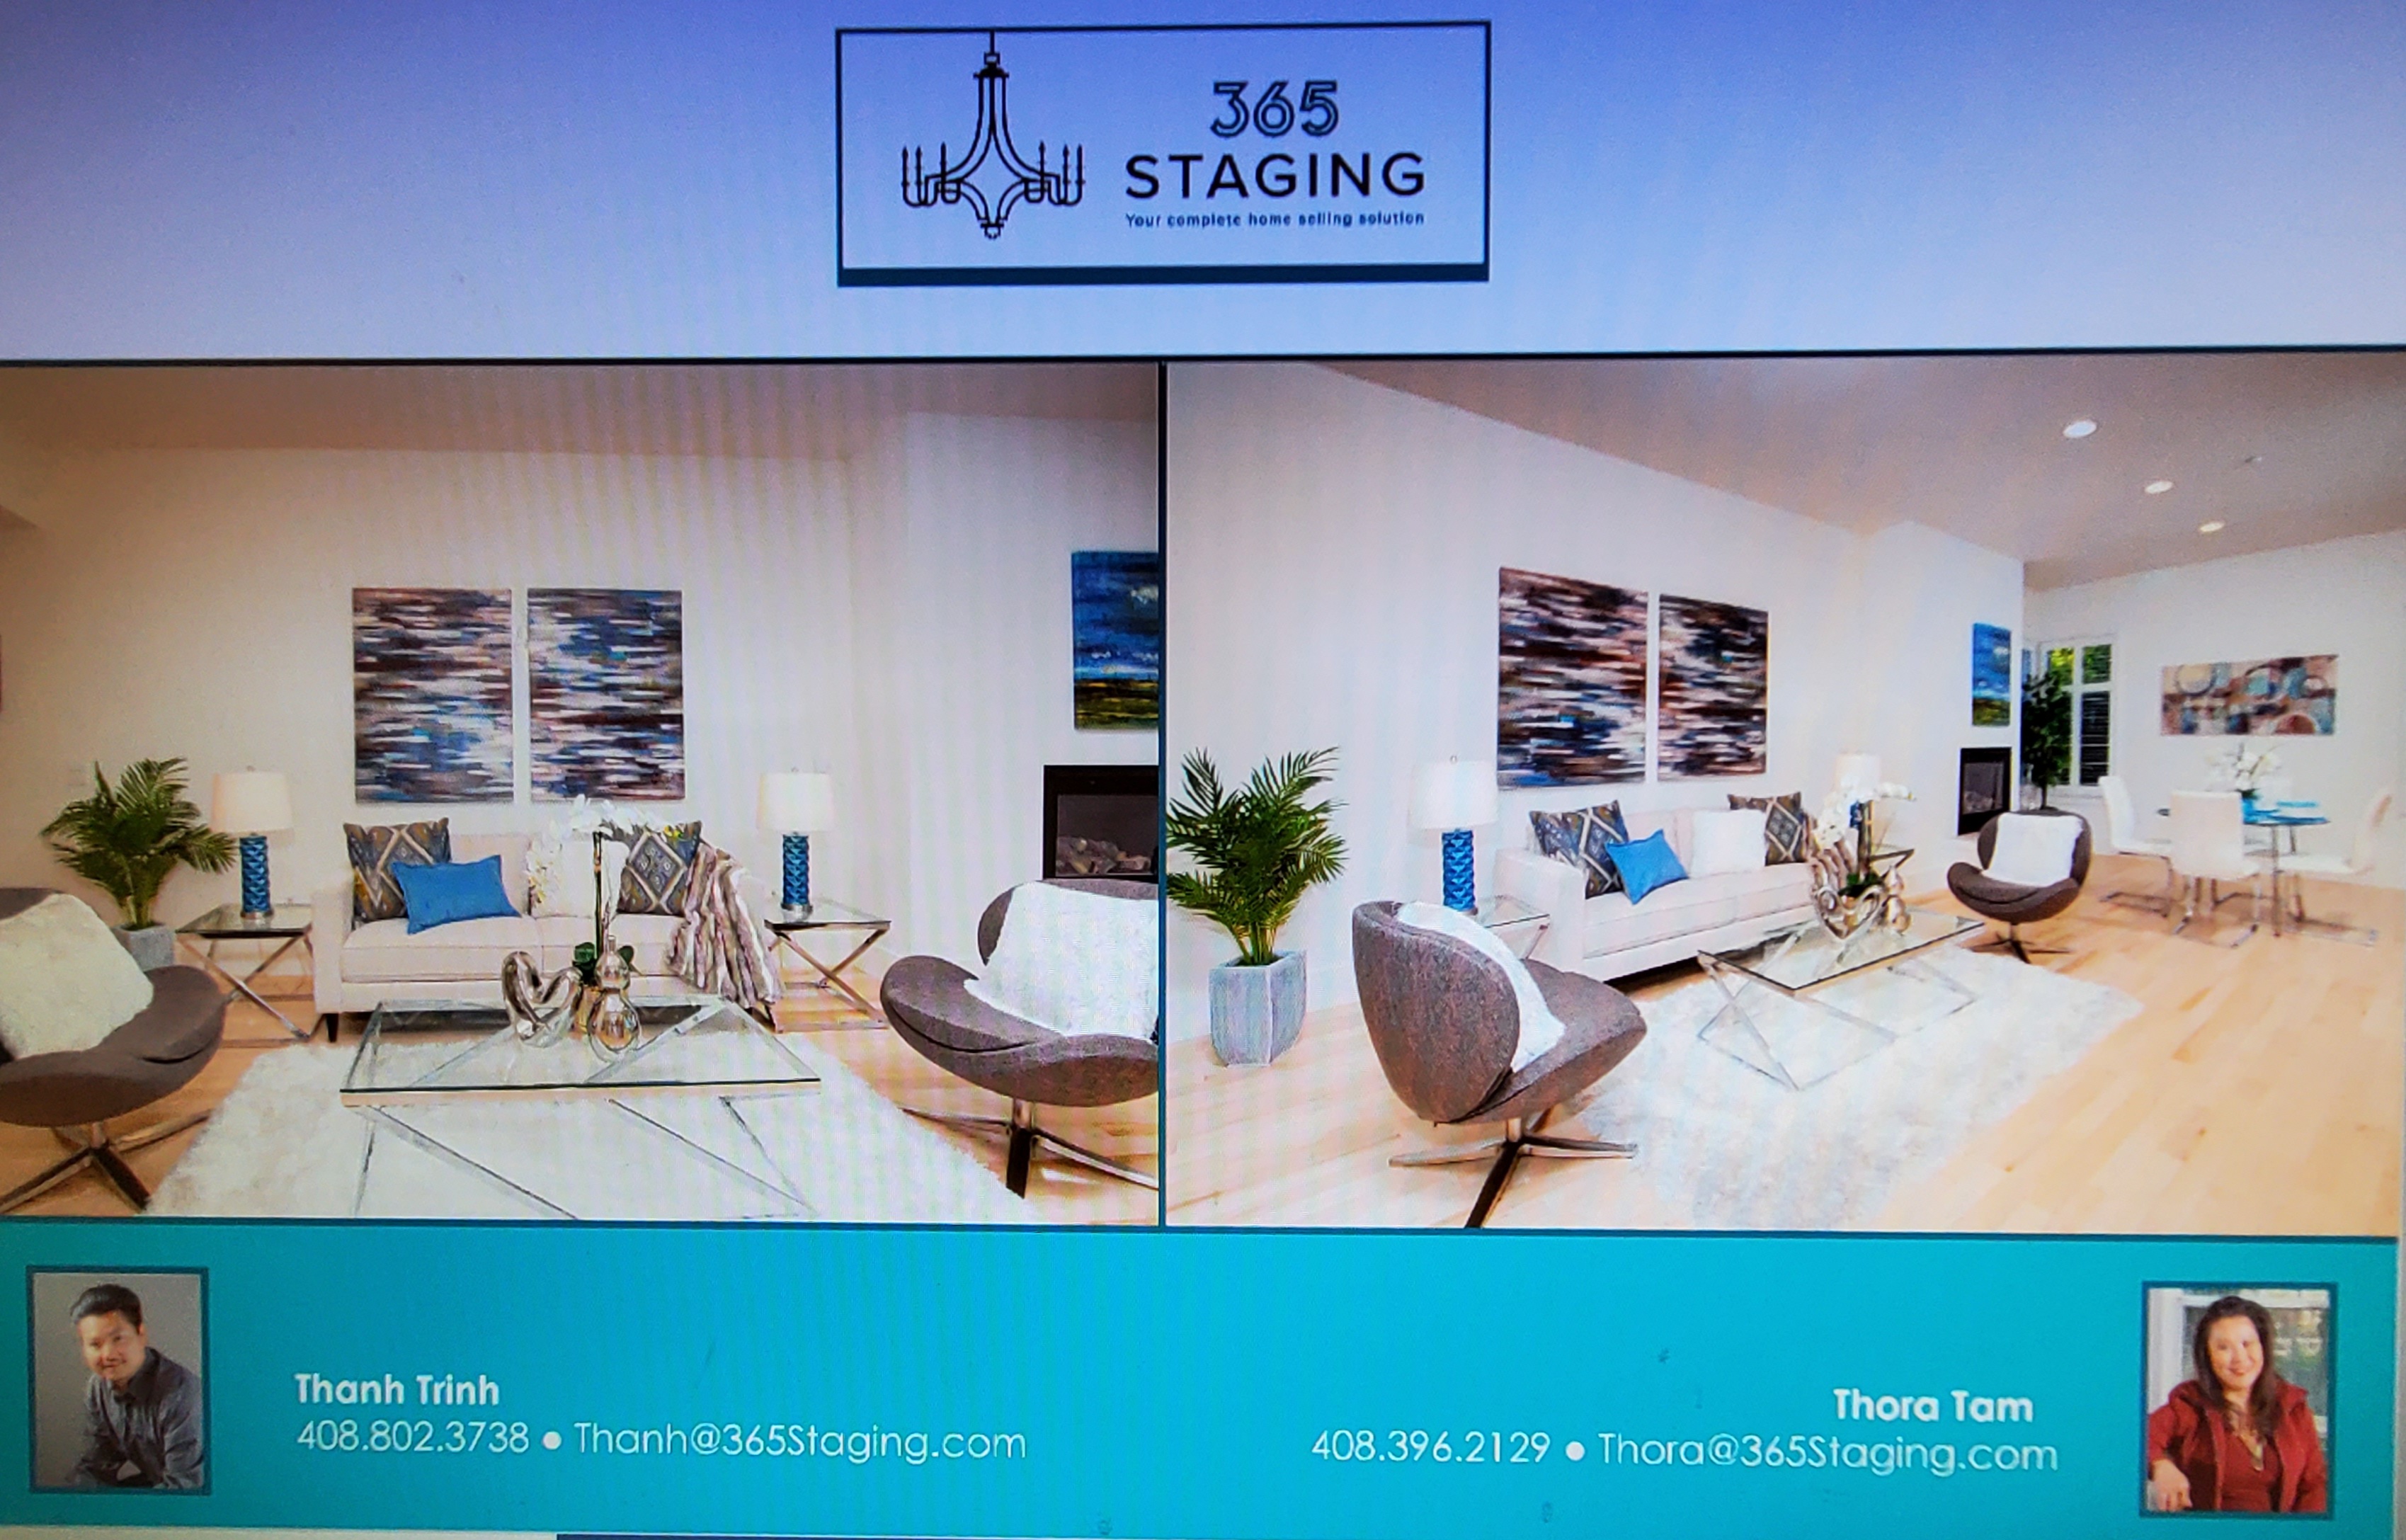 365
STAGING
Your complete home selling solution
Thanh Trinh
408.802.3738 ● Thanh@365Staging.com
Thora Tam
408.396.2129 ● Thora@365Staging.com